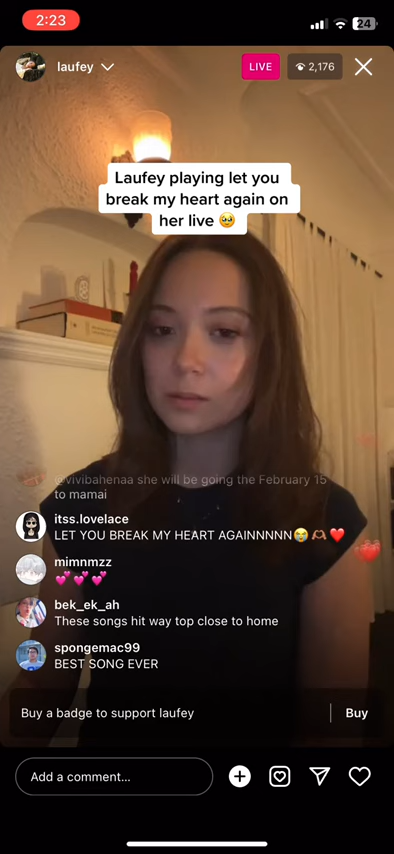 2:23
24
laufey
LIVE
2,176
Laufey playing let you
break my heart again on
her live 🥹
@vivibahenaa she will be going the February 15
to mamai
itss.lovelace
LET YOU BREAK MY HEART AGAINNNNN😭🫶🏽❤️
mimnmzz
💕💕💕
bek_ek_ah
These songs hit way top close to home
spongemac99
BEST SONG EVER
Buy a badge to support laufey
Buy
Add a comment...